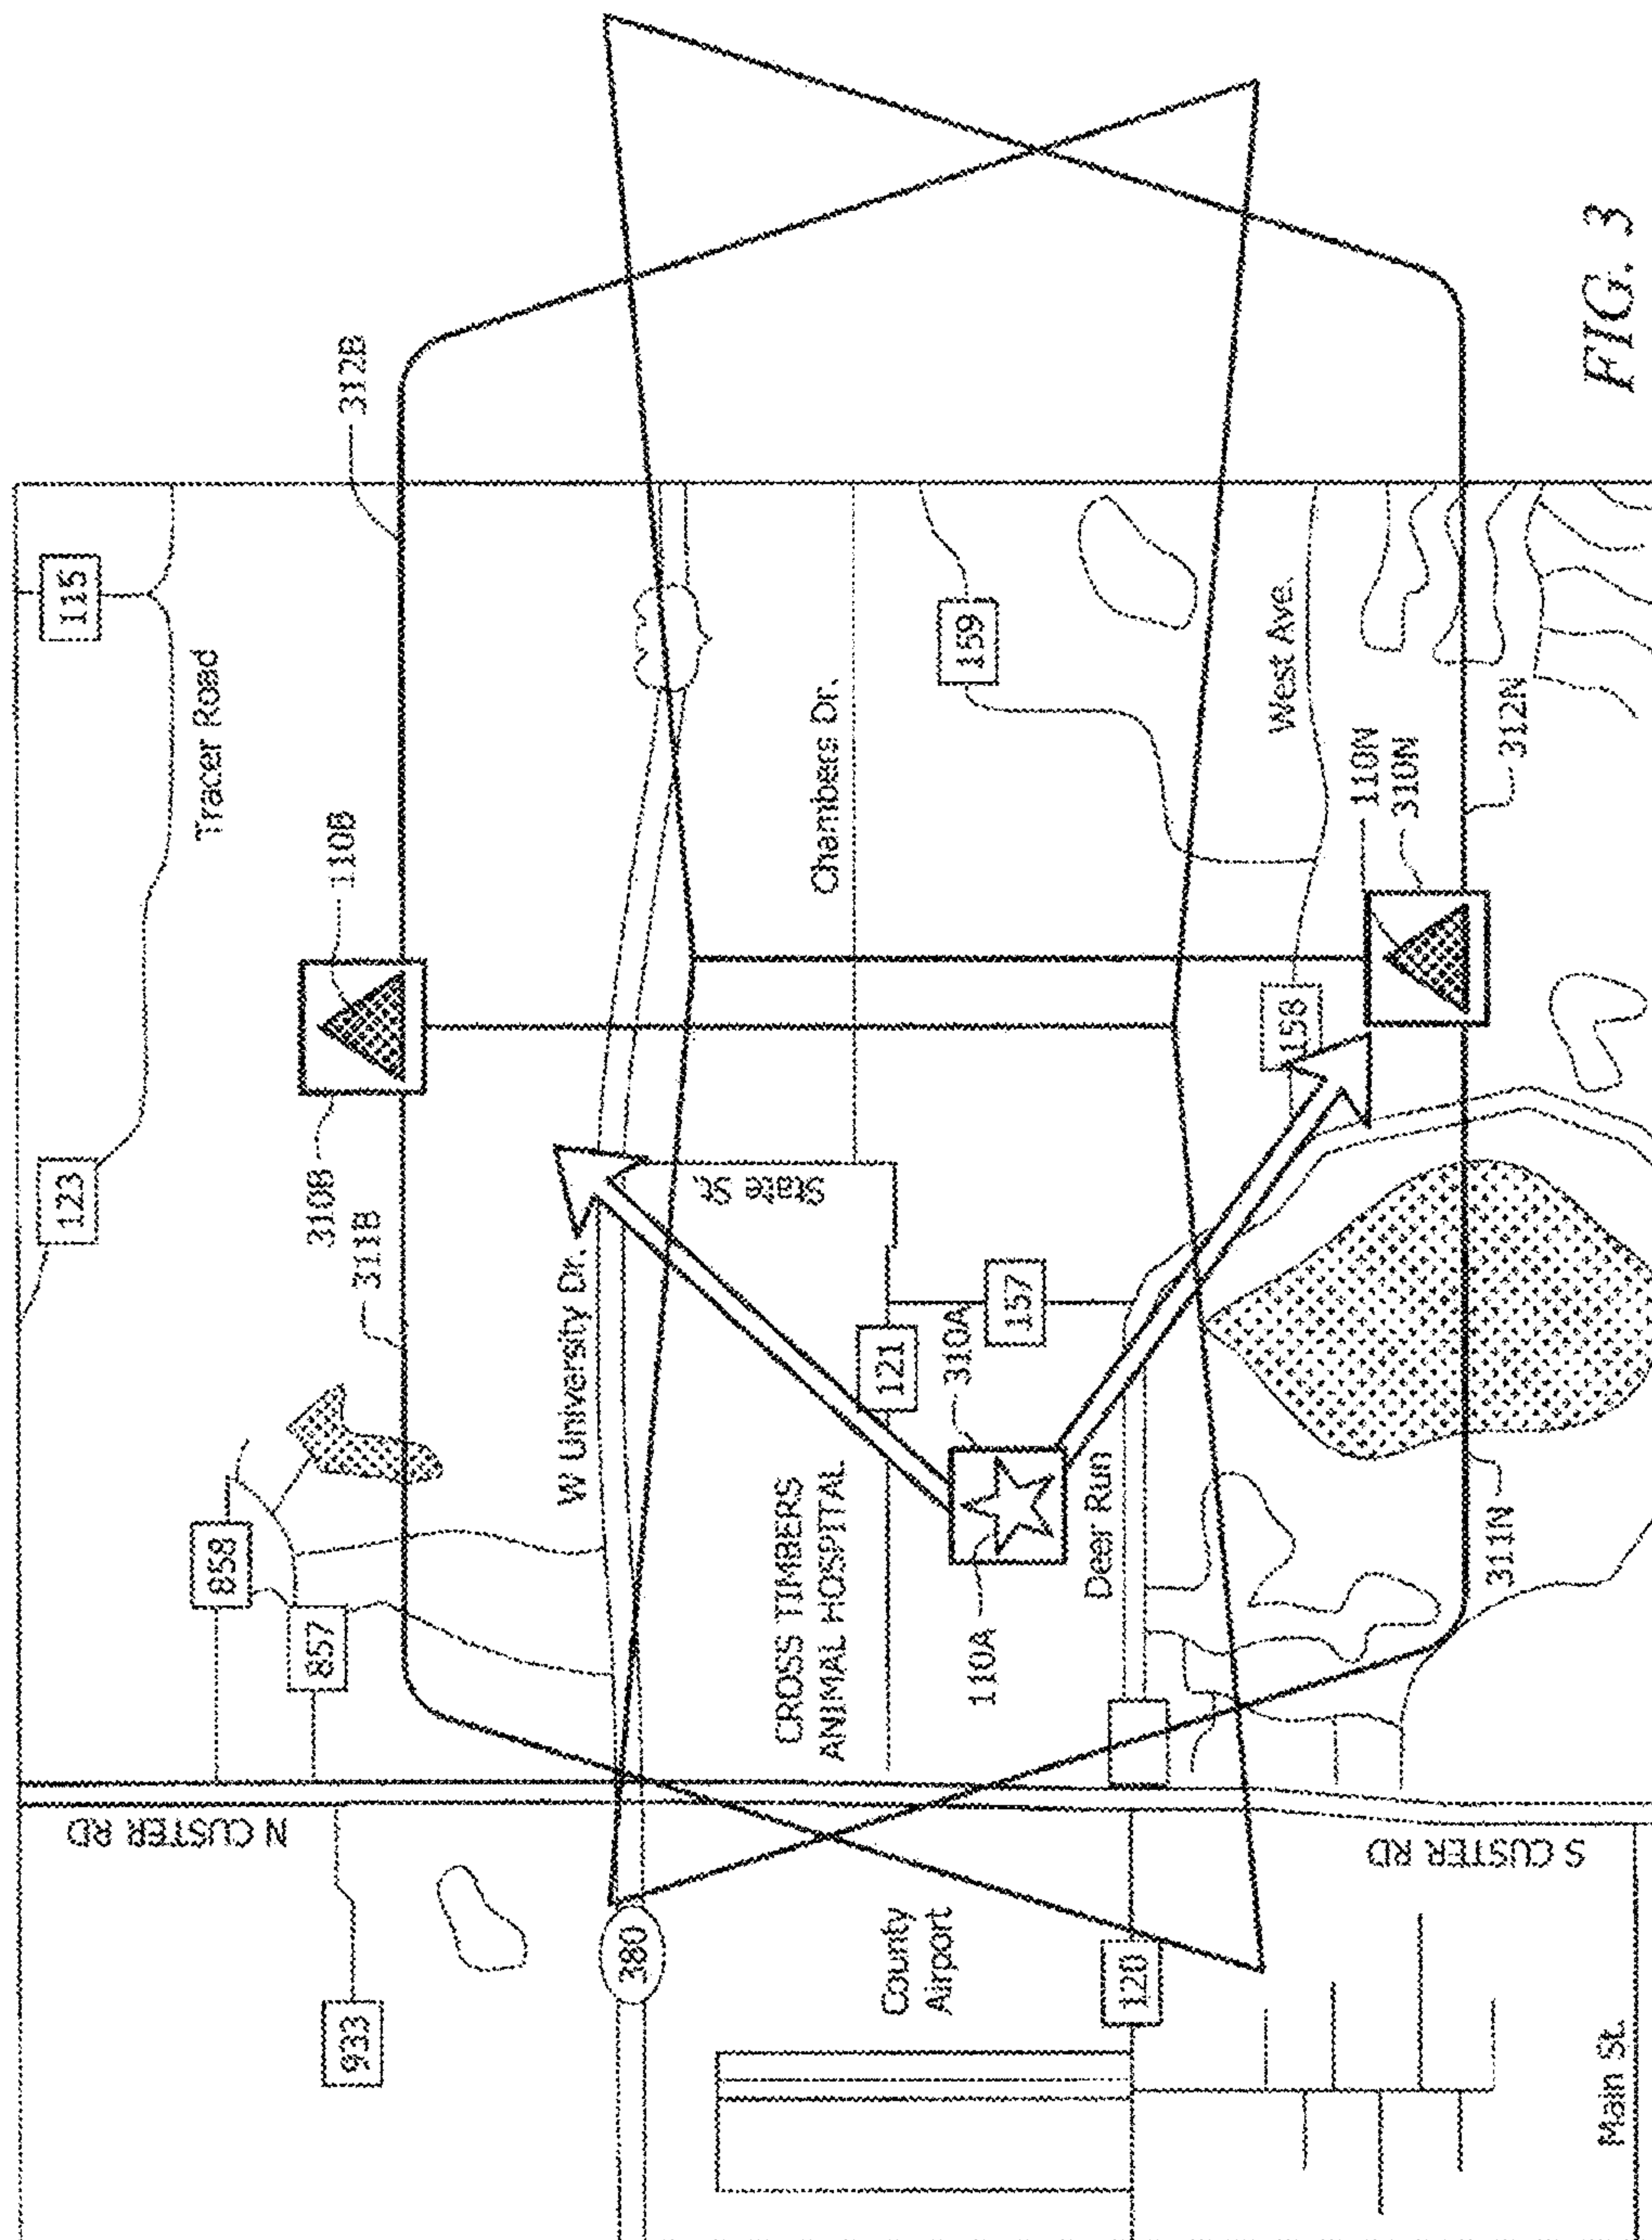 115
Tracer Road
123
312B
110B
310B
311B
858
857
N CUSTER RD
933
W University Dr.
380
State St.
Chambers Dr.
159
CROSS TIMBERS
ANIMAL HOSPITAL
121
157
310A
110A
Deer Run
County
Airport
120
West Ave.
158
110N
310N
312N
311N
S CUSTER RD
Main St.
FIG. 3